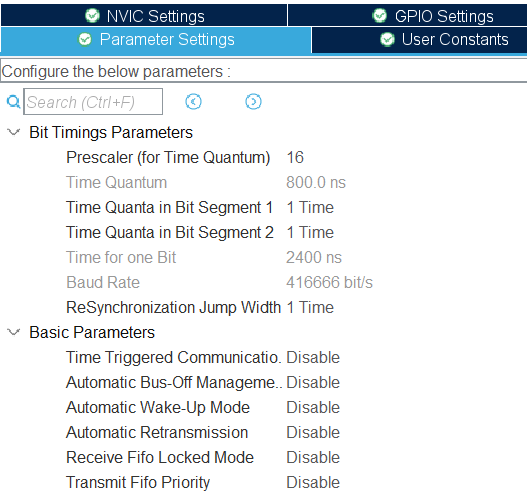 NVIC Settings
GPIO Settings
Parameter Settings
User Constants
Configure the below parameters :
Search (Ctrl+F)
Bit Timings Parameters
Prescaler (for Time Quantum) 16
Time Quantum 800.0 ns
Time Quanta in Bit Segment 1 1 Time
Time Quanta in Bit Segment 2 1 Time
Time for one Bit 2400 ns
Baud Rate 416666 bit/s
ReSynchronization Jump Width 1 Time
Basic Parameters
Time Triggered Communicatio. Disable
Automatic Bus-Off Manageme.. Disable
Automatic Wake-Up Mode Disable
Automatic Retransmission Disable
Receive Fifo Locked Mode Disable
Transmit Fifo Priority Disable